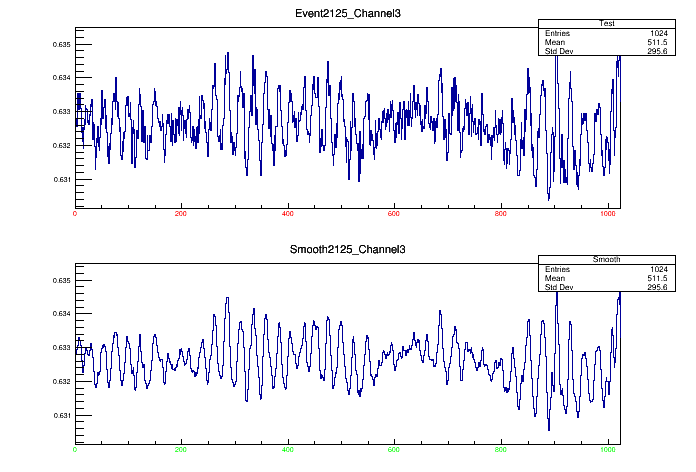 Event2125_Channel3
Test
Entries 1024
Mean 511.5
Std Dev 295.6
0.635
0.634
0.633
0.632
0.631
0 200 400 600 800 1000
Smooth2125_Channel3
Smooth
Entries 1024
Mean 511.5
Std Dev 295.6
0.635
0.634
0.633
0.632
0.631
0 200 400 600 800 1000